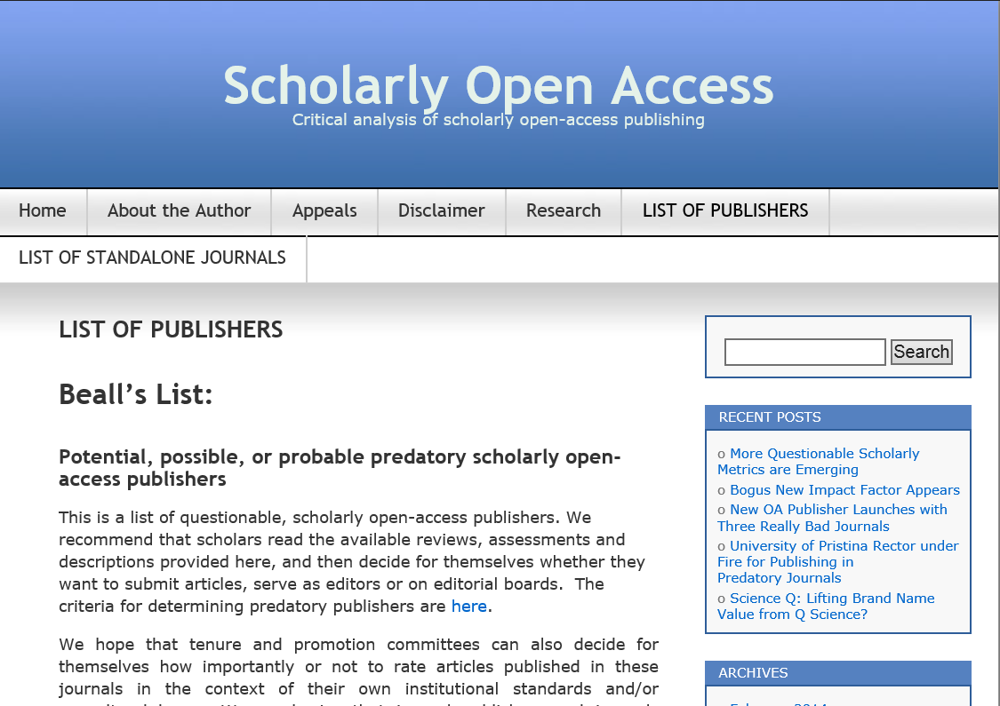 Scholarly Open Access
Critical analysis of scholarly open-access publishing
Home
About the Author
Appeals
Disclaimer
Research
LIST OF PUBLISHERS
LIST OF STANDALONE JOURNALS
LIST OF PUBLISHERS
Beall’s List:
Potential, possible, or probable predatory scholarly open-
access publishers
This is a list of questionable, scholarly open-access publishers. We
recommend that scholars read the available reviews, assessments and
descriptions provided here, and then decide for themselves whether they
want to submit articles, serve as editors or on editorial boards.  The
criteria for determining predatory publishers are here.
We hope that tenure and promotion committees can also decide for
themselves how importantly or not to rate articles published in these
journals in the context of their own institutional standards and/or
Search
RECENT POSTS
o More Questionable Scholarly
Metrics are Emerging
o Bogus New Impact Factor Appears
o New OA Publisher Launches with
Three Really Bad Journals
o University of Pristina Rector under
Fire for Publishing in
Predatory Journals
o Science Q: Lifting Brand Name
Value from Q Science?
ARCHIVES